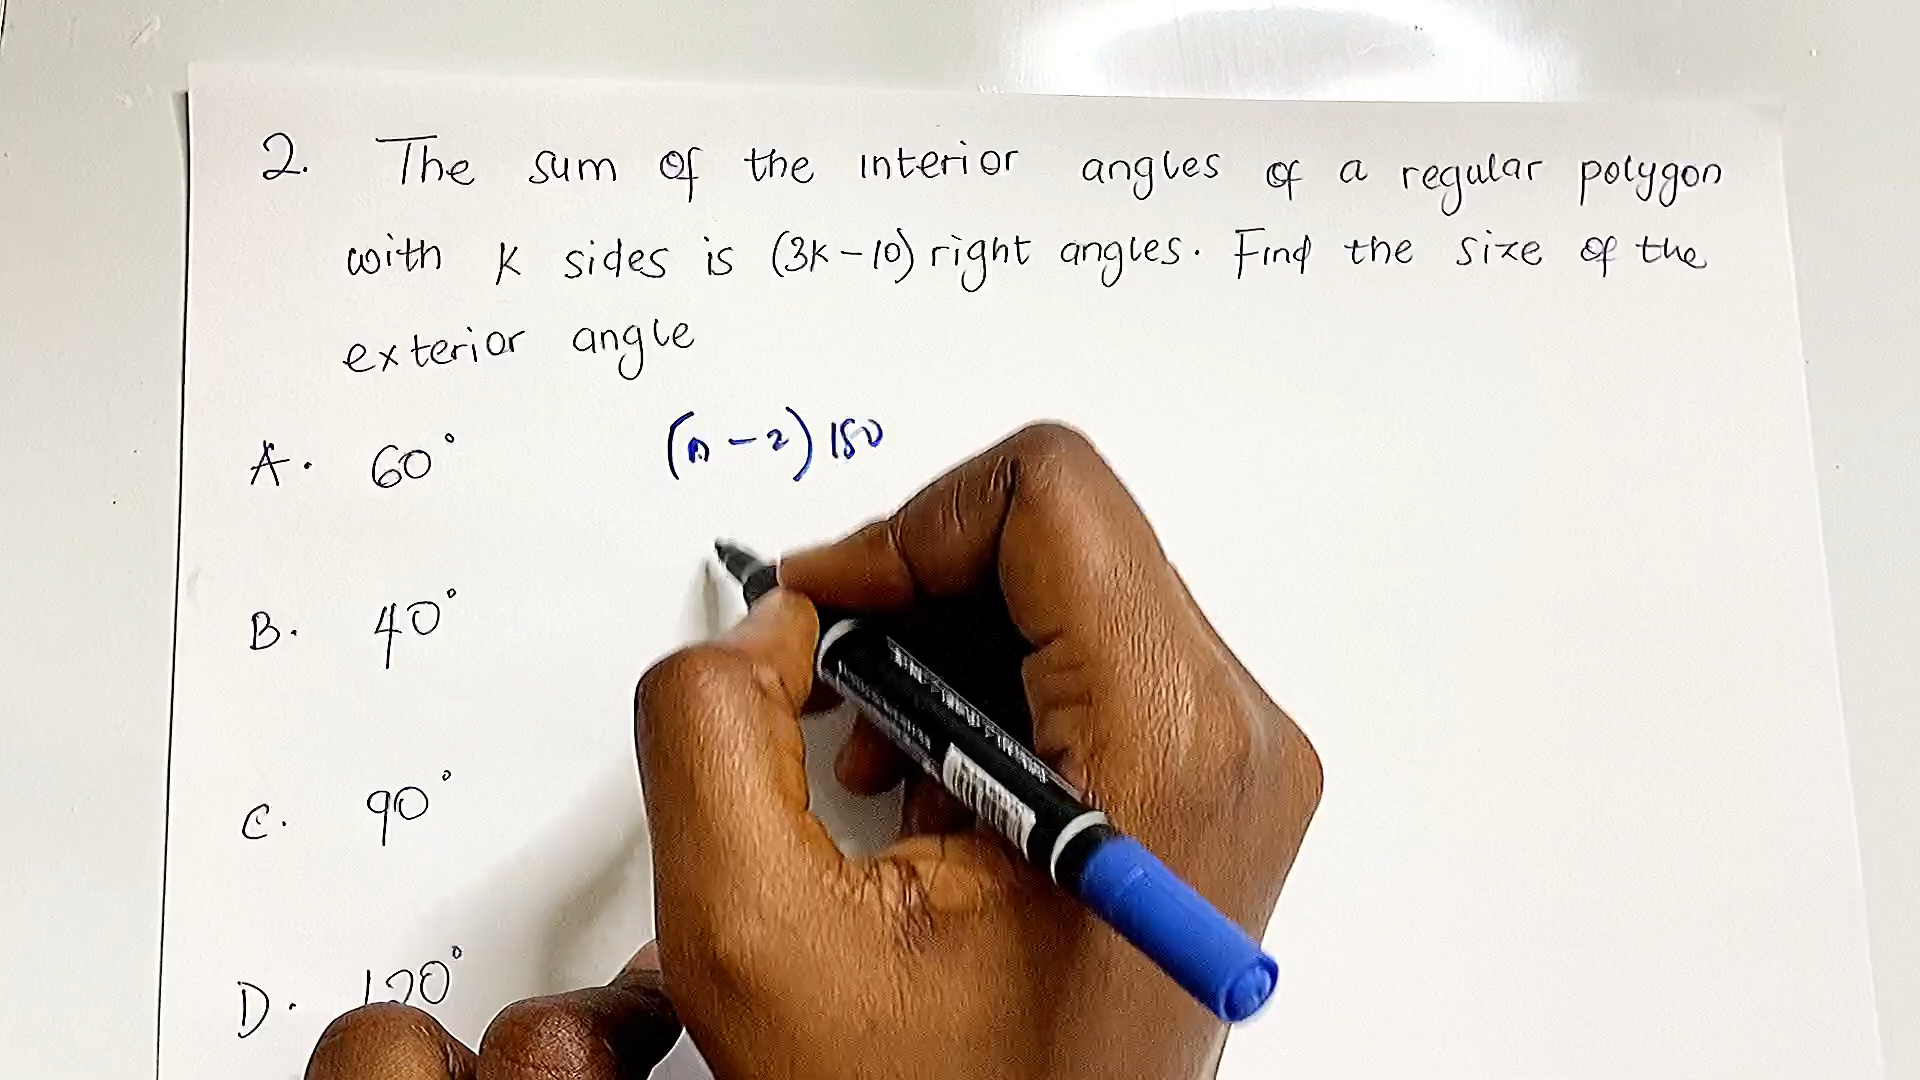 2. The sum of the interior angles of a regular polygon
with K sides is (3K-10) right angles. Find the size of the
exterior angle
A. 60°
(n-2)180
B. 40°
C. 90°
D. 120°